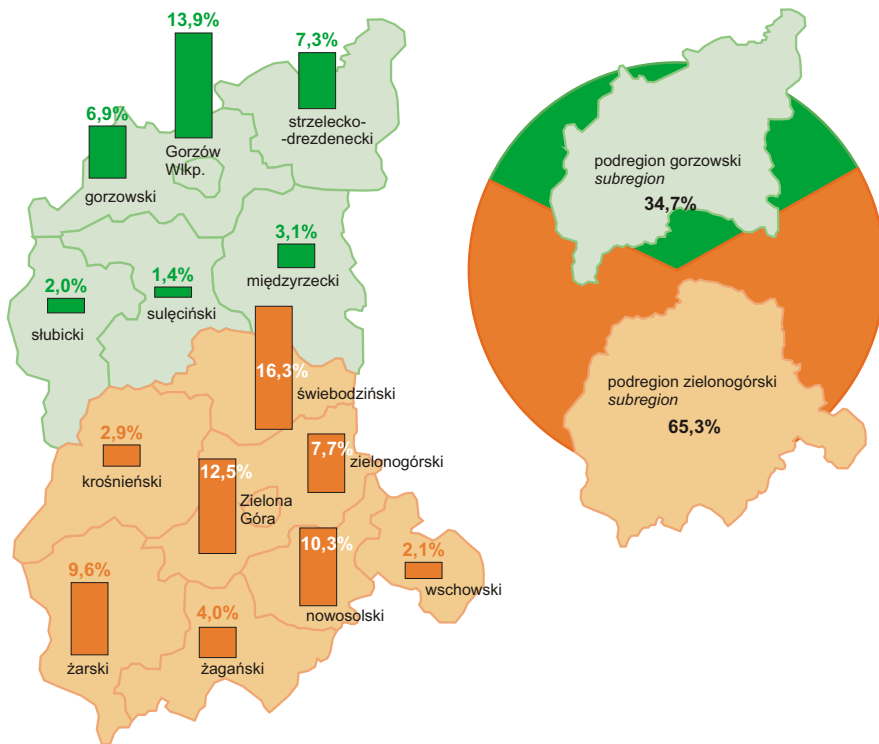 13,9%
Gorzów
Wlkp.
7,3%
strzelecko-
-drezdenecki
6,9%
gorzowski
3,1%
międzyrzecki
2,0%
słubicki
1,4%
sulęciński
16,3%
świebodziński
2,9%
krośnieński
12,5%
Zielona
Góra
7,7%
zielonogórski
10,3%
nowosolski
2,1%
wschowski
9,6%
żarski
4,0%
żagański
podregion gorzowski
subregion
34,7%
podregion zielonogórski
subregion
65,3%